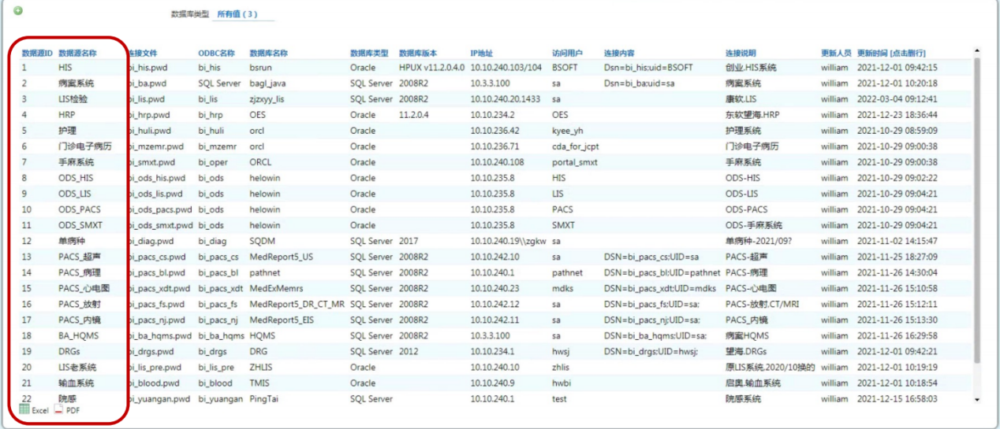 数据库类型 所有值 ( 3 )
数据源ID 数据源名称 连接文件 ODBC名称 数据库名称 数据库类型 数据库版本 IP地址 访问用户 连接内容 连接说明 更新人员 更新时间 [点击删行]
1 HIS bi_his.pwd bi_his bsrun Oracle HPUX v11.2.0.4.0 10.10.240.103/104 BSOFT Dsn=bi_his;uid=BSOFT 创业.HIS系统 william 2021-12-01 09:42:15
2 病案系统 bi_ba.pwd SQL Server bagl_java SQL Server 2008R2 10.3.3.100 sa Dsn=bi_ba;uid=sa 病案系统 william 2021-12-01 10:20:18
3 LIS检验 bi_lis.pwd bi_lis zjzxyy_lis SQL Server 2008R2 10.10.240.20,1433 sa 康软.LIS william 2022-03-04 09:12:41
4 HRP bi_hrp.pwd bi_hrp OES Oracle 11.2.0.4 10.10.234.2 OES 东软望海.HRP william 2021-12-23 18:36:44
5 护理 bi_huli.pwd bi_huli orcl Oracle 10.10.236.42 kyee_yh 护理系统 william 2021-10-29 08:59:09
6 门诊电子病历 bi_mzemr.pwd bi_mzemr orcl Oracle 10.10.236.71 cda_for_jcpt 门诊电子病历 william 2021-10-29 09:00:38
7 手麻系统 bi_smxt.pwd bi_oper ORCL Oracle 10.10.240.108 portal_smxt 手麻系统 william 2021-10-29 09:00:38
8 ODS_HIS bi_ods_his.pwd bi_ods helowin Oracle 10.10.235.8 HIS ODS-HIS william 2021-10-29 09:02:22
9 ODS_LIS bi_ods_lis.pwd bi_ods helowin Oracle 10.10.235.8 LIS ODS-LIS william 2021-10-29 09:04:21
10 ODS_PACS bi_ods_pacs.pwd bi_ods helowin Oracle 10.10.235.8 PACS ODS-PACS william 2021-10-29 09:04:21
11 ODS_SMXT bi_ods_smxt.pwd bi_ods helowin Oracle 10.10.235.8 SMXT ODS-手麻系统 william 2021-10-29 09:04:21
12 单病种 bi_diag.pwd bi_diag SQDM SQL Server 2017 10.10.240.19\\zgkw sa 单病种-2021/09? william 2021-11-02 14:15:47
13 PACS_超声 bi_pacs_cs.pwd bi_pacs_cs MedReport5_US SQL Server 2008R2 10.10.242.10 sa DSN=bi_pacs_cs;UID=sa PACS-超声 william 2021-11-25 18:27:09
14 PACS_病理 bi_pacs_bl.pwd bi_pacs_bl pathnet SQL Server 2008R2 10.10.240.1 pathnet DSN=bi_pacs_bl;UID=pathnet PACS-病理 william 2021-11-26 14:30:04
15 PACS_心电图 bi_pacs_xdt.pwd bi_pacs_xdt MedExMemrs SQL Server 2008R2 10.10.240.23 mdks DSN=bi_pacs_xdt;UID=mdks PACS-心电图 william 2021-11-26 15:10:58
16 PACS_放射 bi_pacs_fs.pwd bi_pacs_fs MedReport5_DR_CT_MR SQL Server 2008R2 10.10.242.12 sa DSN=bi_pacs_fs;UID=sa; PACS-放射.CT/MRI william 2021-11-26 15:12:11
17 PACS_内镜 bi_pacs_nj.pwd bi_pacs_nj MedReport5_EIS SQL Server 2008R2 10.10.242.11 sa DSN=bi_pacs_nj;UID=sa; PACS_内镜 william 2021-11-26 15:13:30
18 BA_HQMS bi_ba_hqms.pwd bi_ba_hqms HQMS SQL Server 2008R2 10.3.3.100 sa DSN=bi_ba_hqms;UID=sa; 病案HQMS william 2021-11-26 16:29:58
19 DRGs bi_drgs.pwd bi_drgs DRG SQL Server 2012 10.10.234.1 hwsj DSN=bi_drgs;UID=hwsj; 望海.DRGs william 2021-12-01 09:42:21
20 LIS老系统 bi_lis_pre.pwd bi_lis_pre ZHLIS Oracle 10.10.240.10 zhlis 原LIS系统,2020/10换的 william 2021-12-01 10:19:19
21 输血系统 bi_blood.pwd bi_blood TMIS Oracle 10.10.240.9 hwbi 启奥.输血系统 william 2021-12-01 10:18:54
22 院感 bi_yuangan.pwd bi_yuangan PingTai SQL Server 10.10.240.1 test 院感系统 william 2021-12-15 16:58:03
Excel PDF